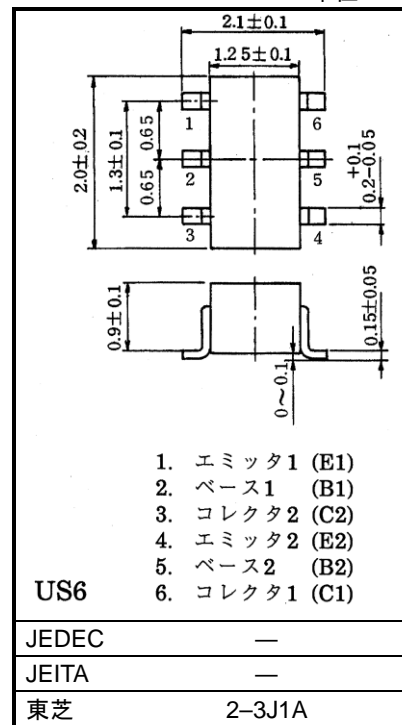 2.1±0.1
1.25±0.1
1
6
2
5
3
4
2.0±0.2
1.3±0.1
0.65
0.65
+0.1
0.2-0.05
0.9±0.1
0.15±0.05
0~0.1
1. エミッタ1 (E1)
2. ベース1 (B1)
3. コレクタ2 (C2)
4. エミッタ2 (E2)
5. ベース2 (B2)
US6 6. コレクタ1 (C1)
JEDEC —
JEITA —
東芝 2–3J1A